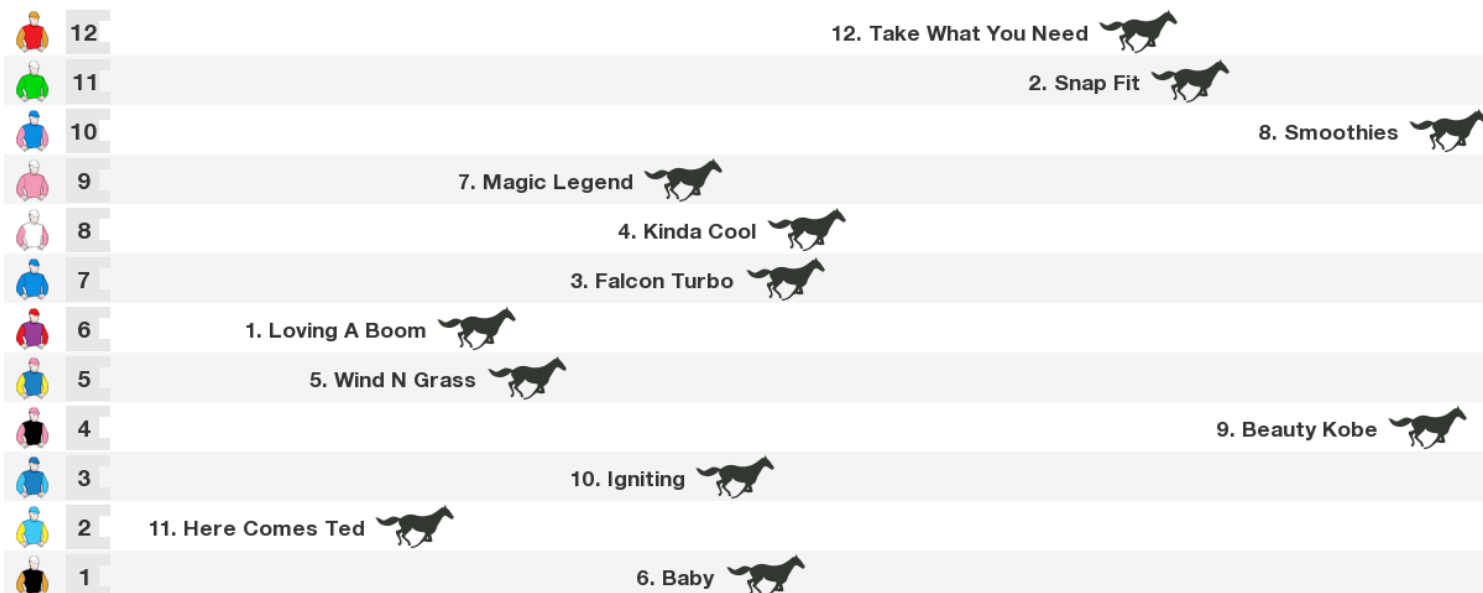 12 12. Take What You Need
11 2. Snap Fit
10 8. Smoothies
9 7. Magic Legend
8 4. Kinda Cool
7 3. Falcon Turbo
6 1. Loving A Boom
5 5. Wind N Grass
4 9. Beauty Kobe
3 10. Igniting
2 11. Here Comes Ted
1 6. Baby